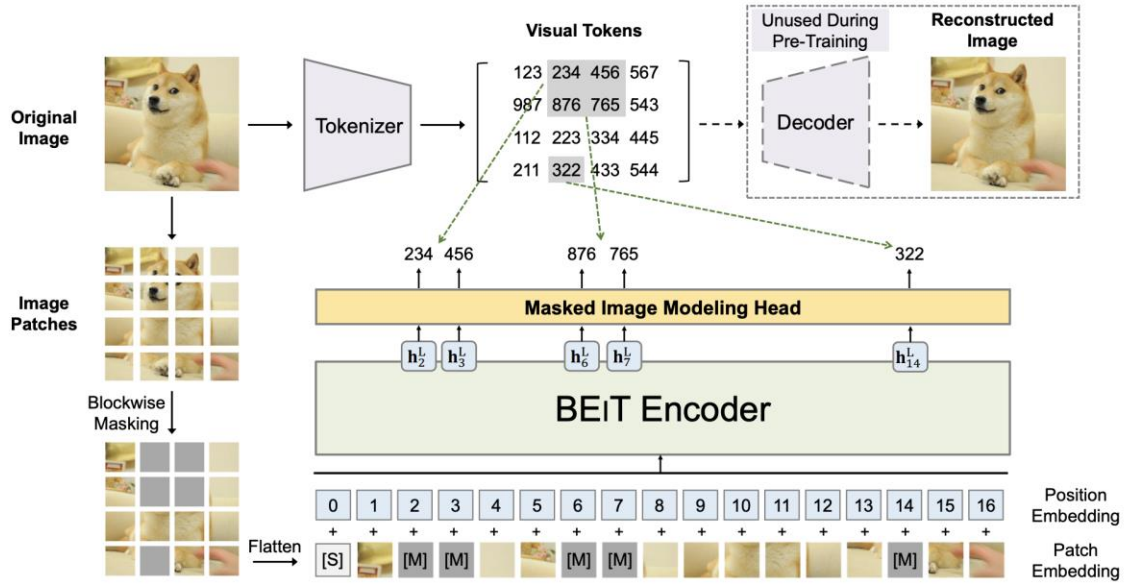 Original
Image
Tokenizer
Visual Tokens
123 234 456 567
987 876 765 543
112 223 334 445
211 322 433 544
Unused During
Pre-Training
Decoder
Reconstructed
Image
Image
Patches
Blockwise
Masking
Flatten
234 456 876 765 322
Masked Image Modeling Head
h₂ᴸ h₃ᴸ h₆ᴸ h₇ᴸ h₁₄ᴸ
BEIT Encoder
0 1 2 3 4 5 6 7 8 9 10 11 12 13 14 15 16
Position
Embedding
+ + + + + + + + + + + + + + + + +
[S] [M] [M] [M] [M] [M]
Patch
Embedding